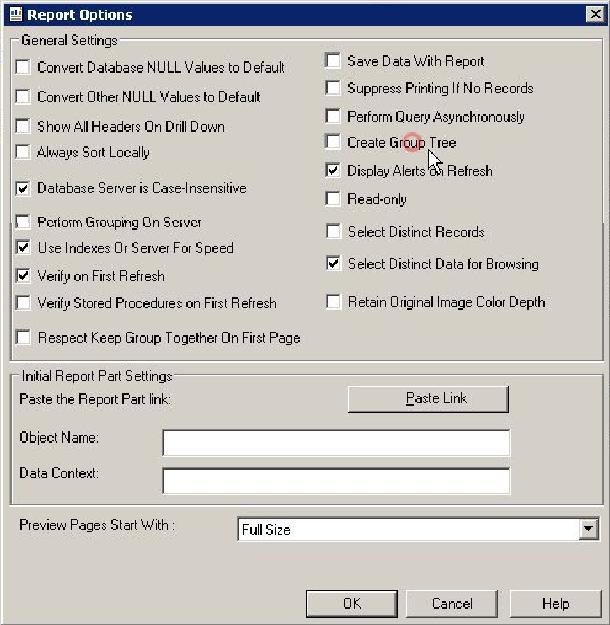 Report Options
General Settings
Convert Database NULL Values to Default
Convert Other NULL Values to Default
Show All Headers On Drill Down
Always Sort Locally
Database Server is Case-Insensitive
Perform Grouping On Server
Use Indexes Or Server For Speed
Verify on First Refresh
Verify Stored Procedures on First Refresh
Respect Keep Group Together On First Page
Save Data With Report
Suppress Printing If No Records
Perform Query Asynchronously
Create Group Tree
Display Alerts on Refresh
Read-only
Select Distinct Records
Select Distinct Data for Browsing
Retain Original Image Color Depth
Initial Report Part Settings
Paste the Report Part link:
Paste Link
Object Name:
Data Context:
Preview Pages Start With :
Full Size
OK
Cancel
Help